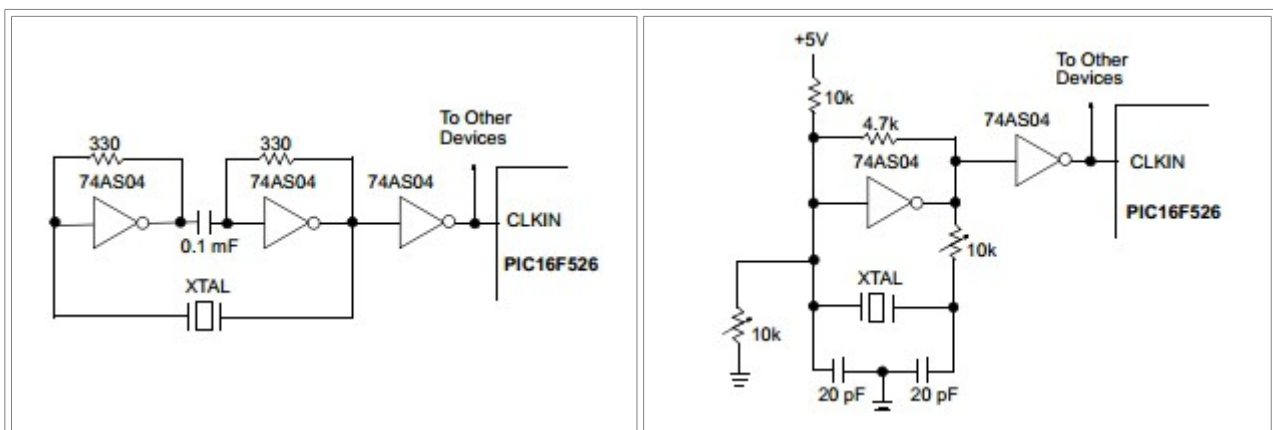 To Other
Devices
330
330
74AS04
74AS04
74AS04
CLKIN
0.1 mF
PIC16F526
XTAL
+5V
To Other
Devices
10k
4.7k
74AS04
74AS04
CLKIN
PIC16F526
10k
XTAL
10k
20 pF
20 pF